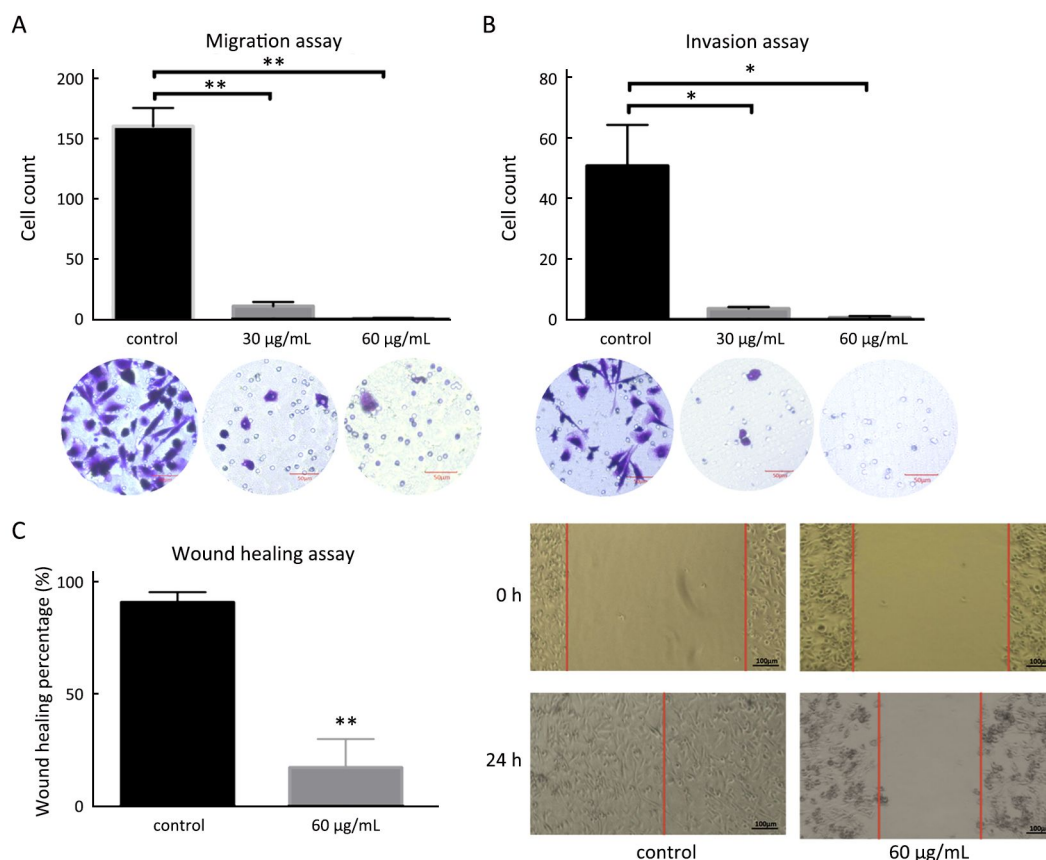 A
Migration assay
**
**
200
150
100
50
0
Cell count
control
30 µg/mL
60 µg/mL
50µm
50µm
B
Invasion assay
*
*
80
60
40
20
0
Cell count
control
30 µg/mL
60 µg/mL
50µm
50µm
50µm
C
Wound healing assay
100
50
0
Wound healing percentage (%)
**
control
60 µg/mL
0 h
100µm
100µm
24 h
100µm
100µm
control
60 µg/mL